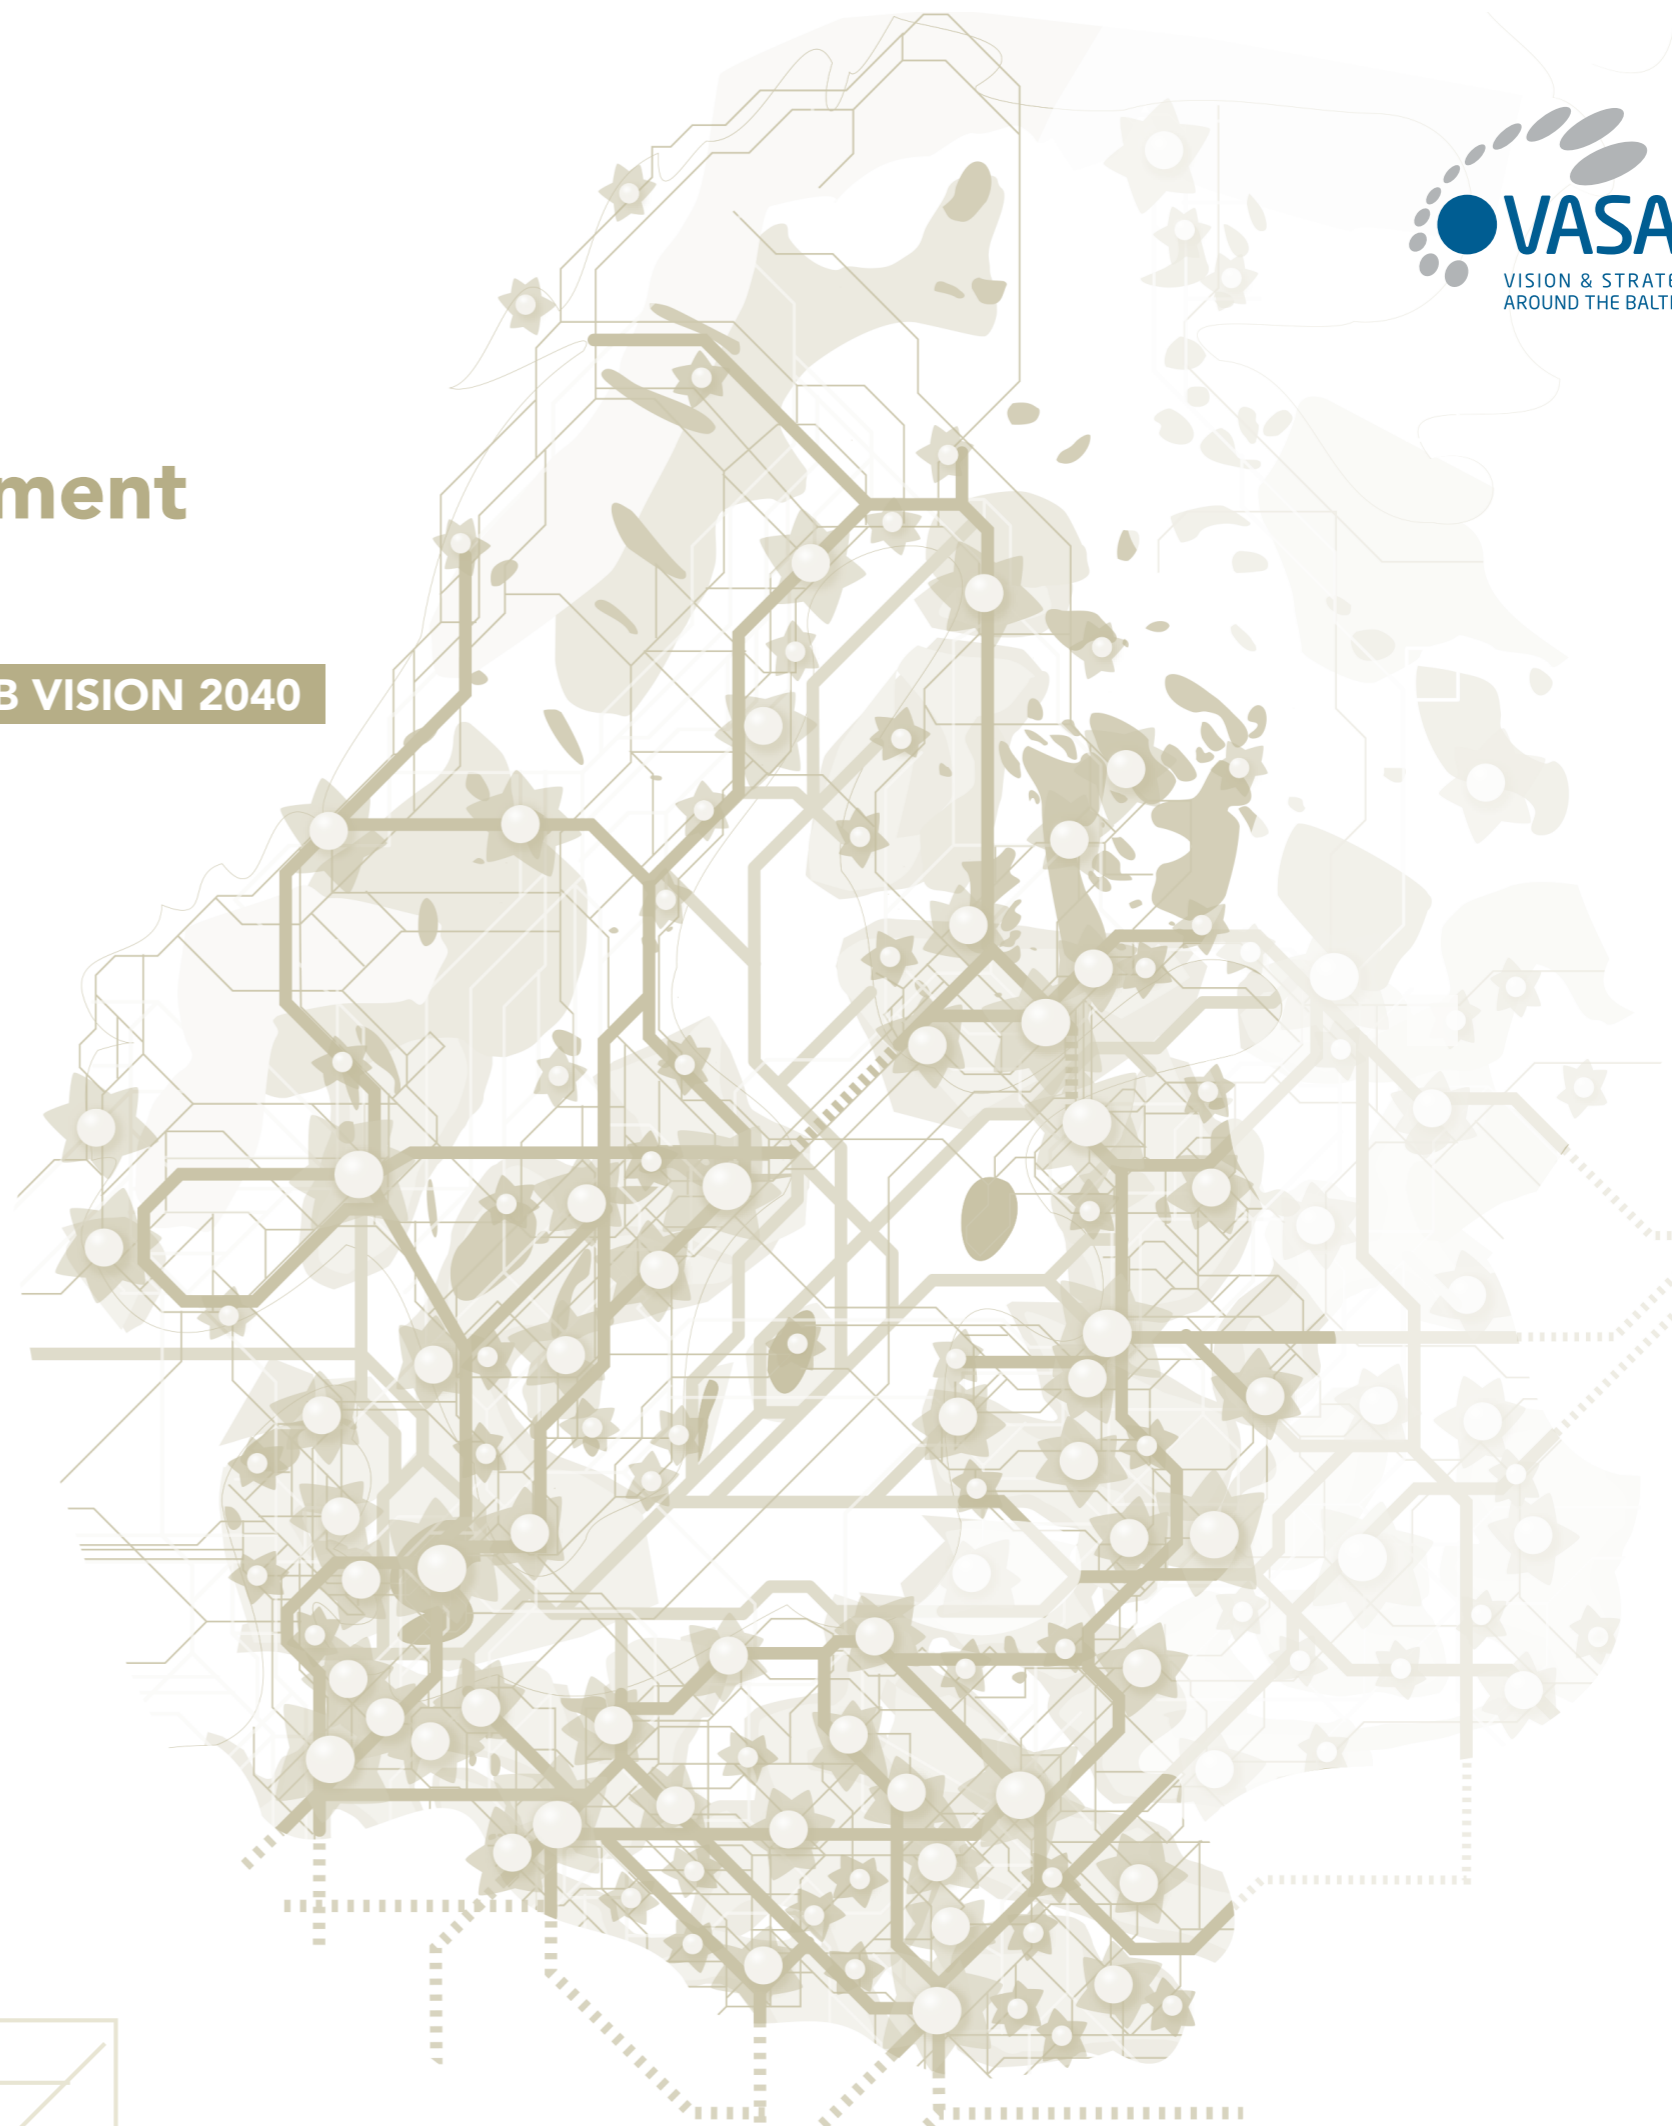 VASA
VISION & STRATE
AROUND THE BALT
ment
B VISION 2040